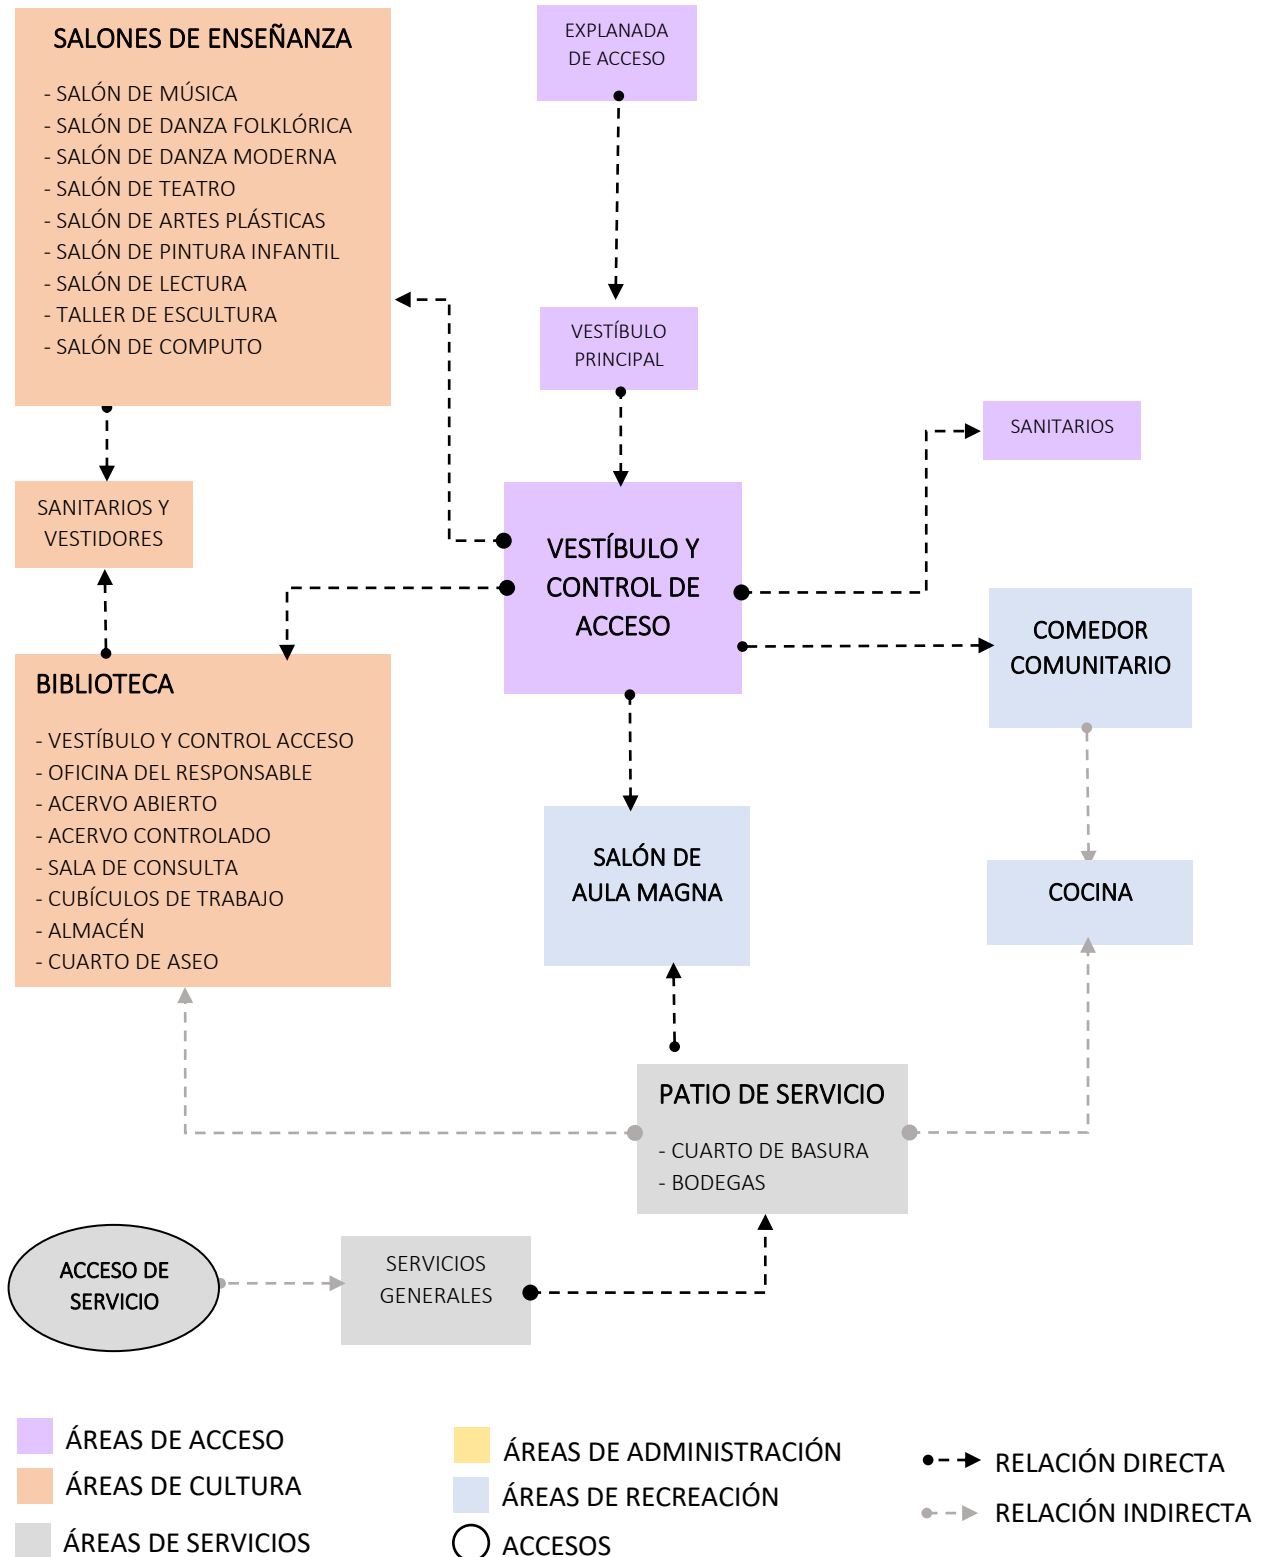 SALONES DE ENSEÑANZA
- SALÓN DE MÚSICA
- SALÓN DE DANZA FOLKLÓRICA
- SALÓN DE DANZA MODERNA
- SALÓN DE TEATRO
- SALÓN DE ARTES PLÁSTICAS
- SALÓN DE PINTURA INFANTIL
- SALÓN DE LECTURA
- TALLER DE ESCULTURA
- SALÓN DE COMPUTO
EXPLANADA
DE ACCESO
VESTÍBULO
PRINCIPAL
SANITARIOS
SANITARIOS Y
VESTIDORES
VESTÍBULO Y
CONTROL DE
ACCESO
COMEDOR
COMUNITARIO
BIBLIOTECA
- VESTÍBULO Y CONTROL ACCESO
- OFICINA DEL RESPONSABLE
- ACERVO ABIERTO
- ACERVO CONTROLADO
- SALA DE CONSULTA
- CUBÍCULOS DE TRABAJO
- ALMACÉN
- CUARTO DE ASEO
SALÓN DE
AULA MAGNA
COCINA
PATIO DE SERVICIO
- CUARTO DE BASURA
- BODEGAS
ACCESO DE
SERVICIO
SERVICIOS
GENERALES
ÁREAS DE ACCESO
ÁREAS DE CULTURA
ÁREAS DE SERVICIOS
ÁREAS DE ADMINISTRACIÓN
ÁREAS DE RECREACIÓN
ACCESOS
RELACIÓN DIRECTA
RELACIÓN INDIRECTA